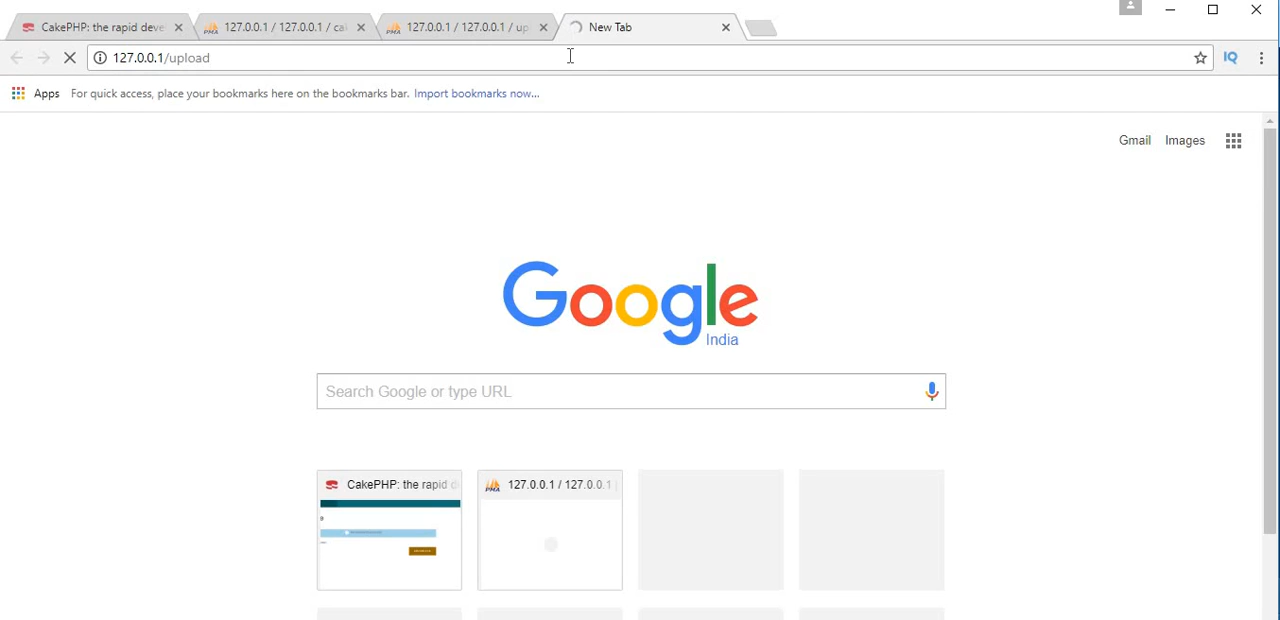 CakePHP: the rapid deve
127.0.0.1 / 127.0.0.1 / cak
127.0.0.1 / 127.0.0.1 / up
New Tab
127.0.0.1/upload
IQ
Apps
For quick access, place your bookmarks here on the bookmarks bar. Import bookmarks now...
Gmail Images
Google
India
Search Google or type URL
CakePHP: the rapid d
PMA 127.0.0.1 / 127.0.0.1